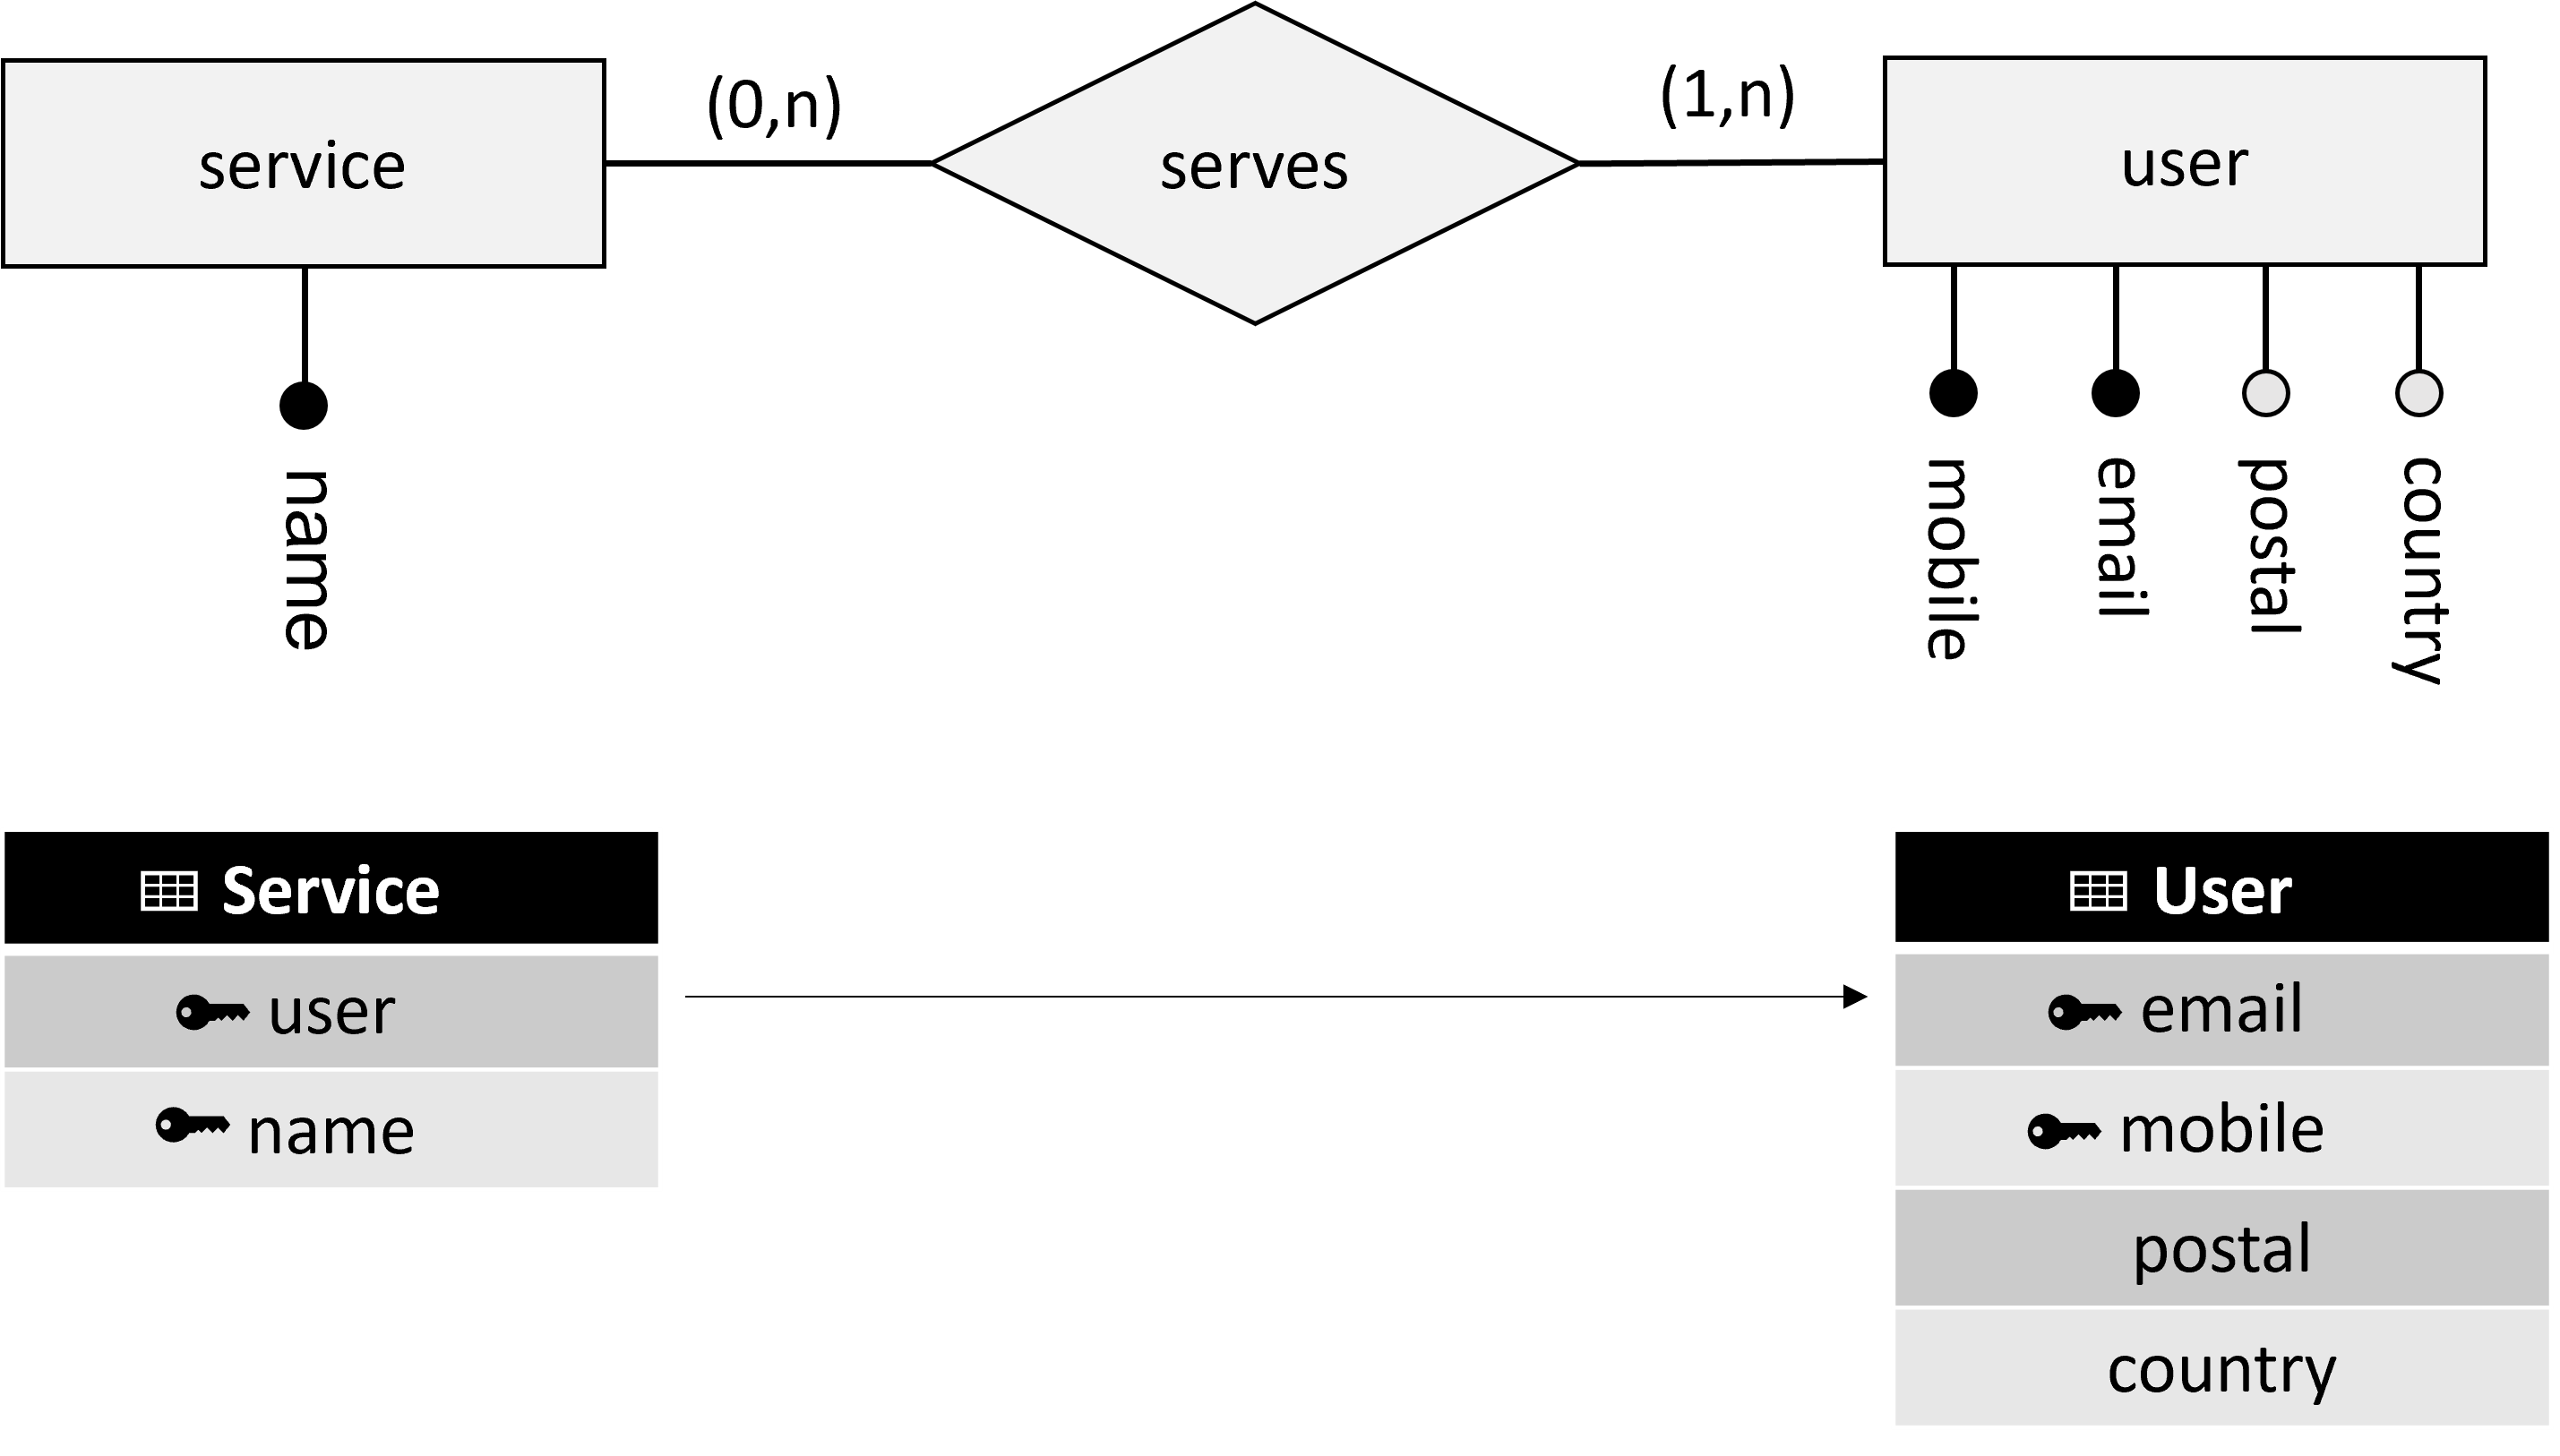 service
(0,n)
serves
(1,n)
user
name
mobile
email
postal
country
Service
user
name
User
email
mobile
postal
country